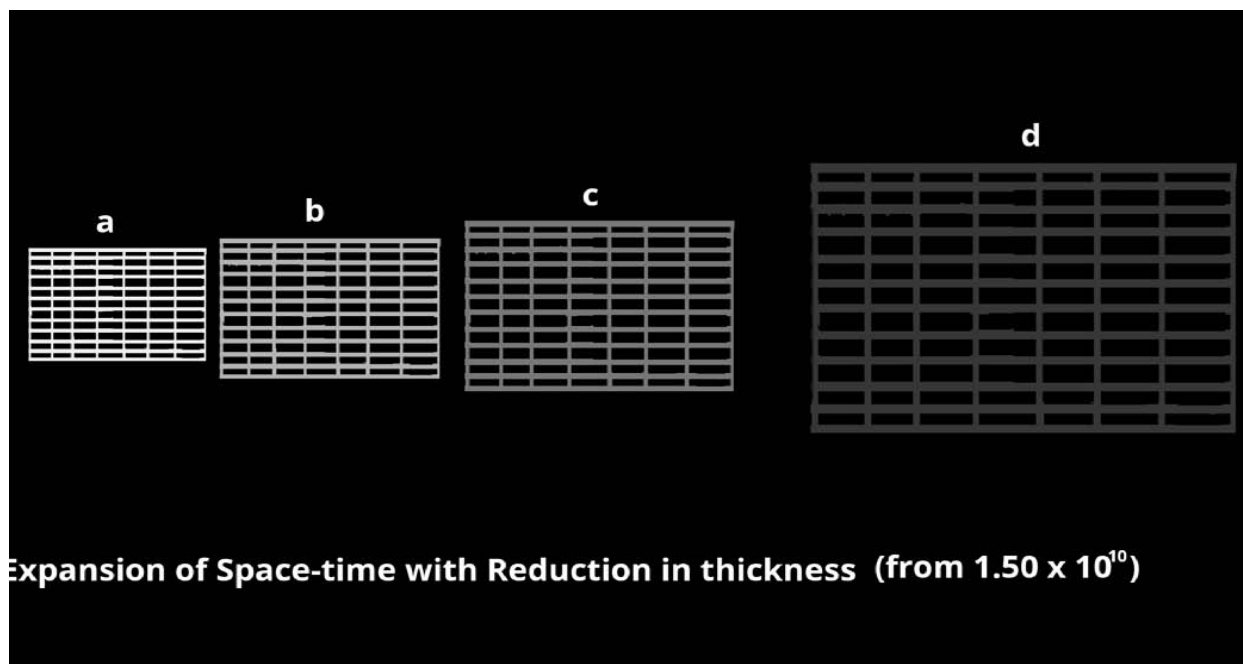 a
b
c
d
Expansion of Space-time with Reduction in thickness (from 1.50 x 10¹⁰)